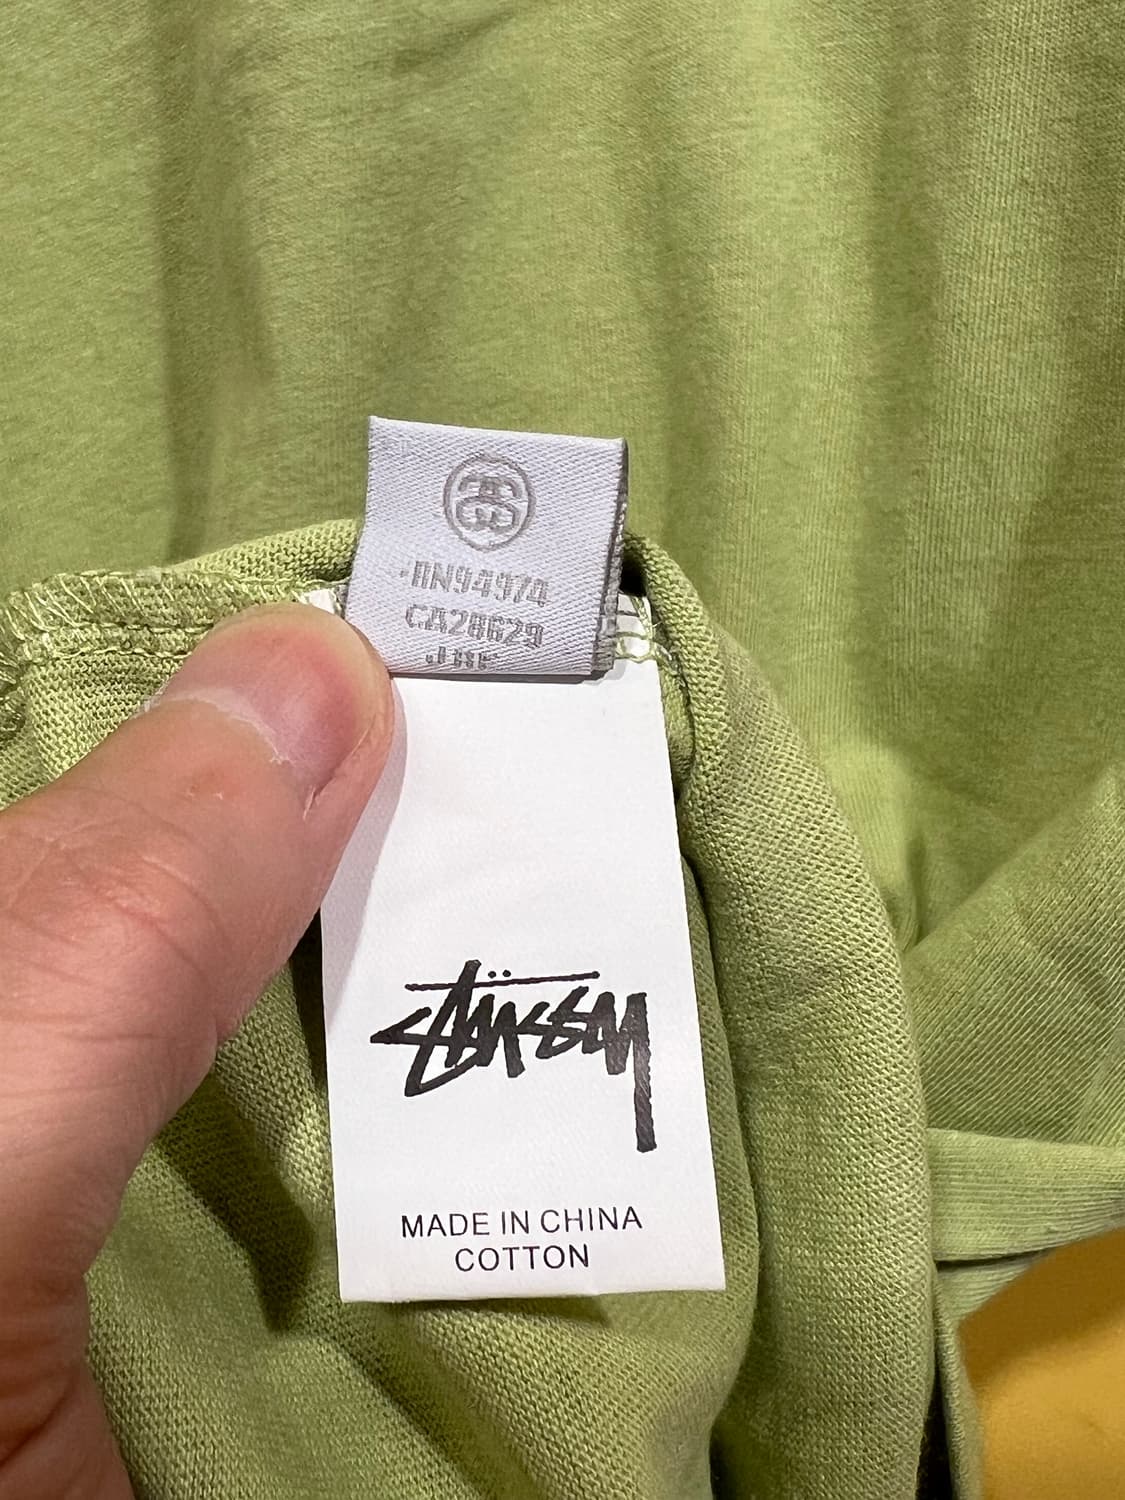 RN94974
CA28629
Stüssy
MADE IN CHINA
COTTON